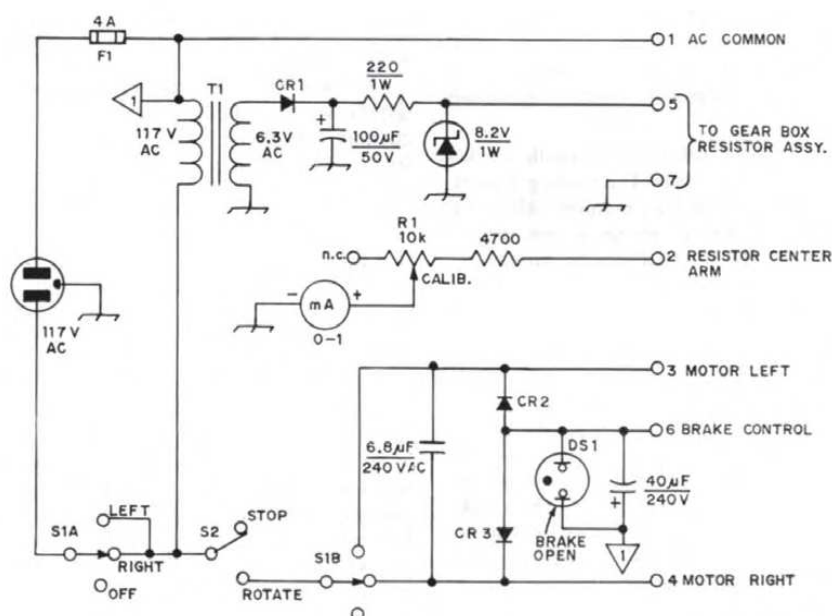 4 A
F1
1 AC COMMON
1
T1
CR1
220
1W
5
117 V
AC
6.3V
AC
+
100µF
50V
8.2V
1W
TO GEAR BOX
RESISTOR ASSY.
7
R1
10k
4700
n.c.
2 RESISTOR CENTER
ARM
CALIB.
117 V
AC
- mA +
0-1
3 MOTOR LEFT
CR2
6 BRAKE CONTROL
DS1
6.8µF
240 VAC
40µF
240V
+
CR3
BRAKE
OPEN
1
LEFT
S1A
S2
STOP
RIGHT
S1B
OFF
ROTATE
4 MOTOR RIGHT